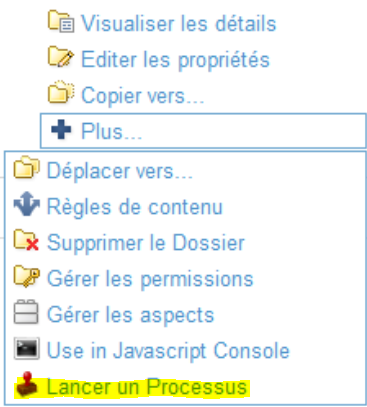 Visualiser les détails
Editer les propriétés
Copier vers...
Plus...
Déplacer vers...
Règles de contenu
Supprimer le Dossier
Gérer les permissions
Gérer les aspects
Use in Javascript Console
Lancer un Processus